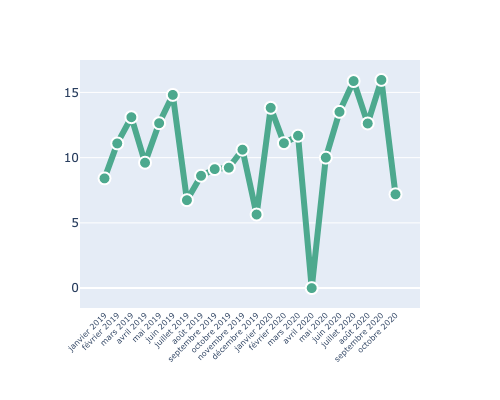 15
10
5
0
janvier 2019
février 2019
mars 2019
avril 2019
mai 2019
juin 2019
juillet 2019
août 2019
septembre 2019
octobre 2019
novembre 2019
décembre 2019
janvier 2020
février 2020
mars 2020
avril 2020
mai 2020
juin 2020
juillet 2020
août 2020
septembre 2020
octobre 2020